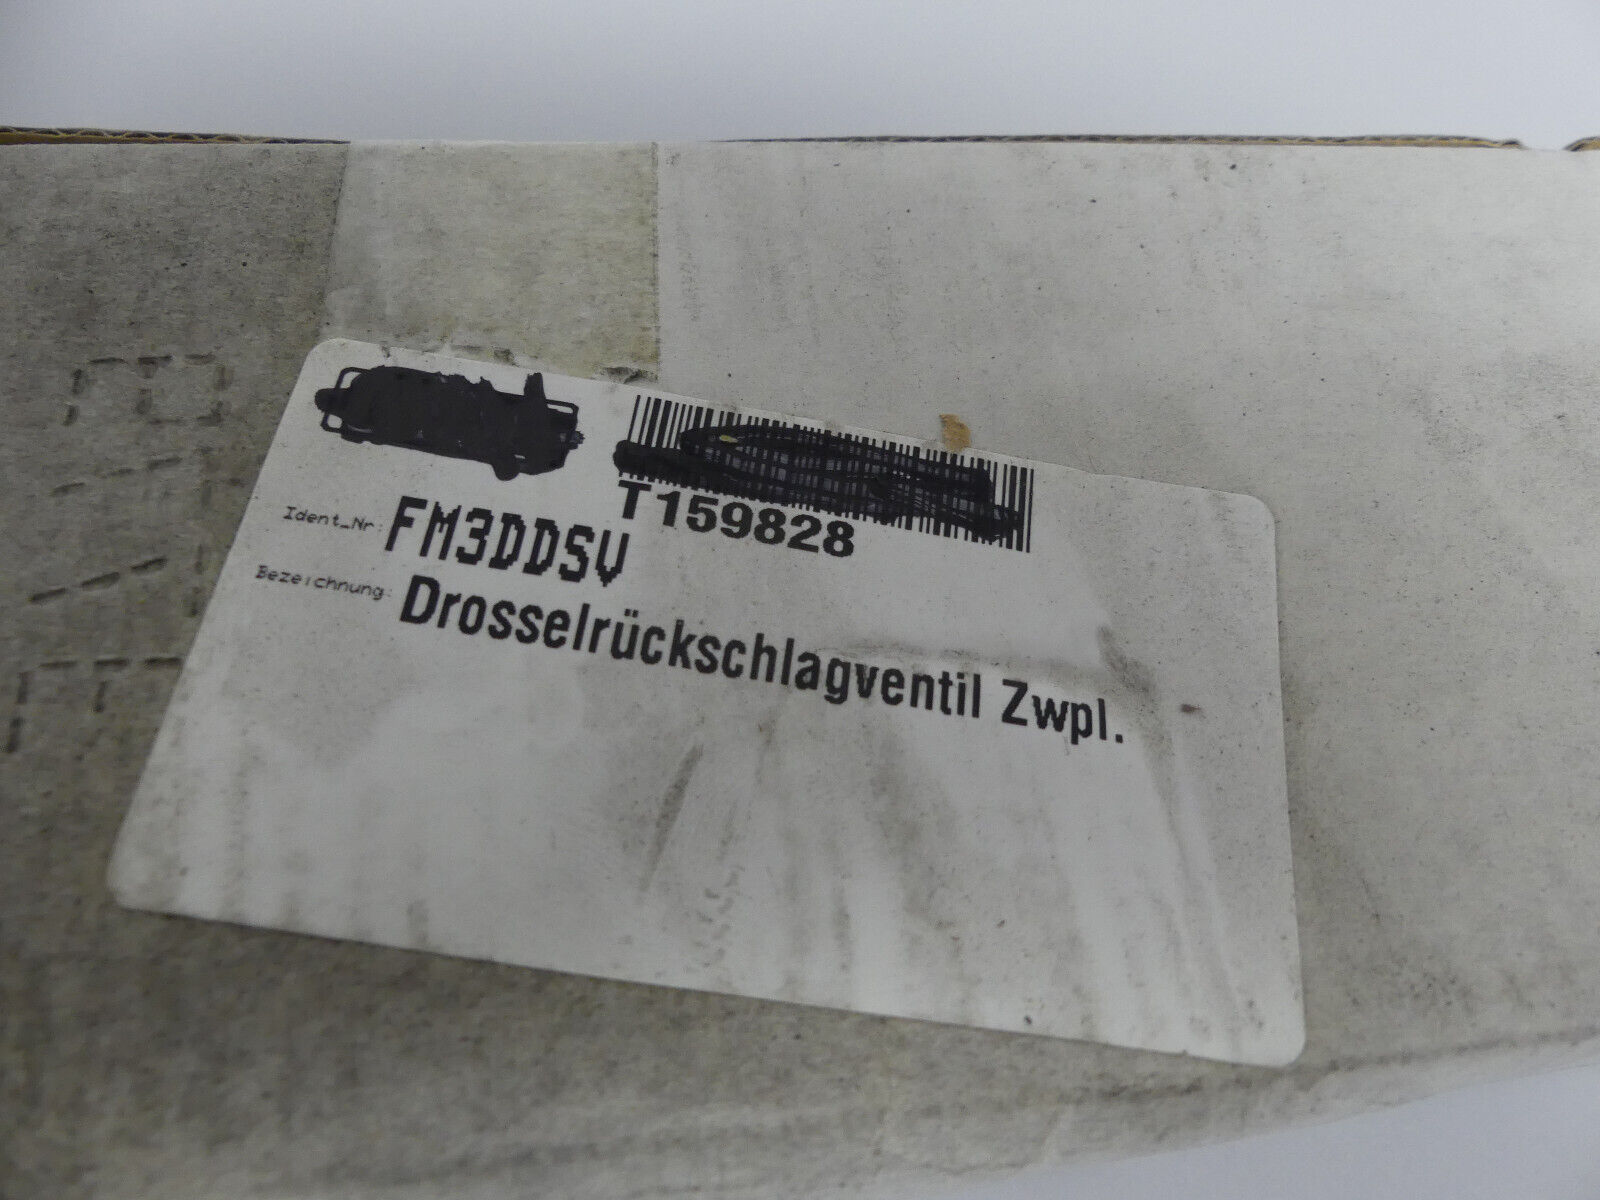 T159828
Ident_Nr: FM3DDSV
Bezeichnung: Drosselrückschlagventil Zwpl.